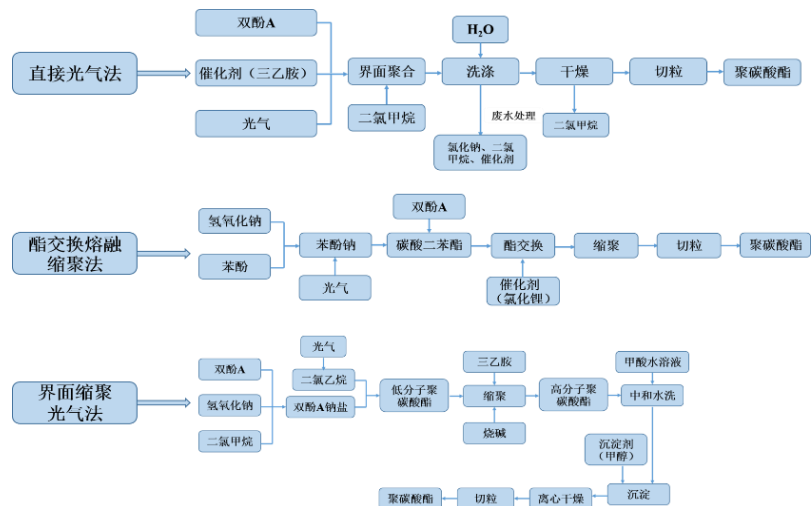 直接光气法
双酚A
催化剂（三乙胺）
光气
界面聚合
二氯甲烷
H₂O
洗涤
废水处理
氯化钠、二氯
甲烷、催化剂
干燥
二氯甲烷
切粒
聚碳酸酯
酯交换熔融
缩聚法
氢氧化钠
苯酚
苯酚钠
光气
双酚A
碳酸二苯酯
酯交换
催化剂
（氯化锂）
缩聚
切粒
聚碳酸酯
界面缩聚
光气法
双酚A
氢氧化钠
二氯甲烷
光气
二氯乙烷
双酚A钠盐
低分子聚
碳酸酯
三乙胺
缩聚
烧碱
高分子聚
碳酸酯
甲酸水溶液
中和水洗
沉淀剂
（甲醇）
沉淀
离心干燥
切粒
聚碳酸酯